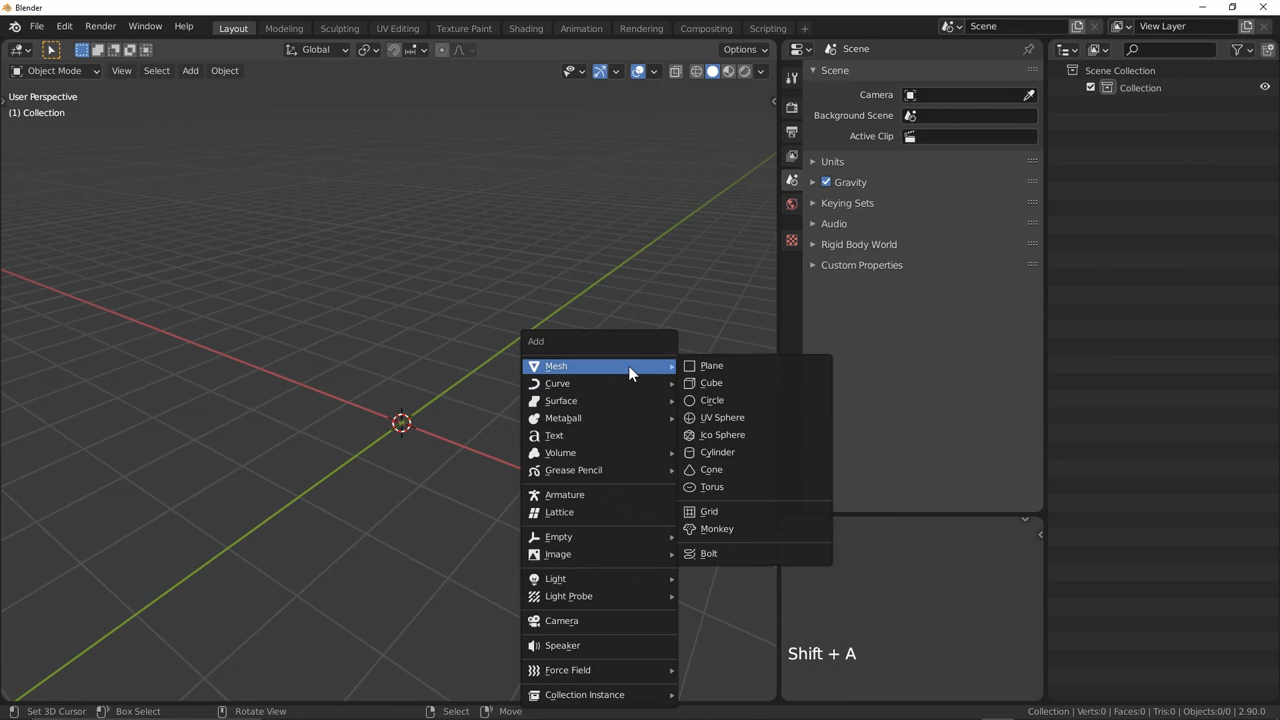 Blender
File Edit Render Window Help Layout Modeling Sculpting UV Editing Texture Paint Shading Animation Rendering Compositing Scripting + Scene View Layer
Global Options
Object Mode View Select Add Object
User Perspective
(1) Collection
Scene
Scene
Camera
Background Scene
Active Clip
Units
Gravity
Keying Sets
Audio
Rigid Body World
Custom Properties
Scene Collection
Collection
Add
Mesh
Curve
Surface
Metaball
Text
Volume
Grease Pencil
Armature
Lattice
Empty
Image
Light
Light Probe
Camera
Speaker
Force Field
Collection Instance
Plane
Cube
Circle
UV Sphere
Ico Sphere
Cylinder
Cone
Torus
Grid
Monkey
Bolt
Shift + A
Set 3D Cursor Box Select Rotate View Select Move Collection | Verts:0 | Faces:0 | Tris:0 | Objects:0/0 | 2.90.0